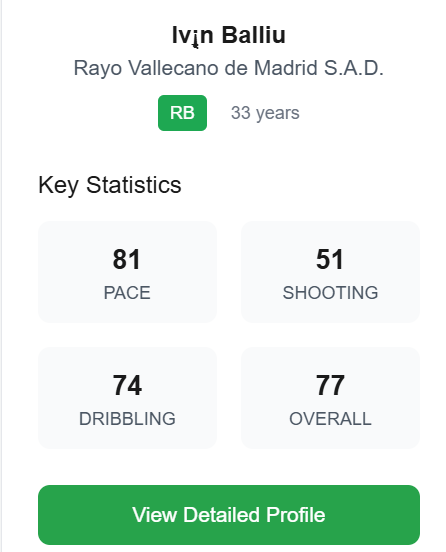 Iv¡n Balliu
Rayo Vallecano de Madrid S.A.D.
RB 33 years
Key Statistics
81 51
PACE SHOOTING
74 77
DRIBBLING OVERALL
View Detailed Profile